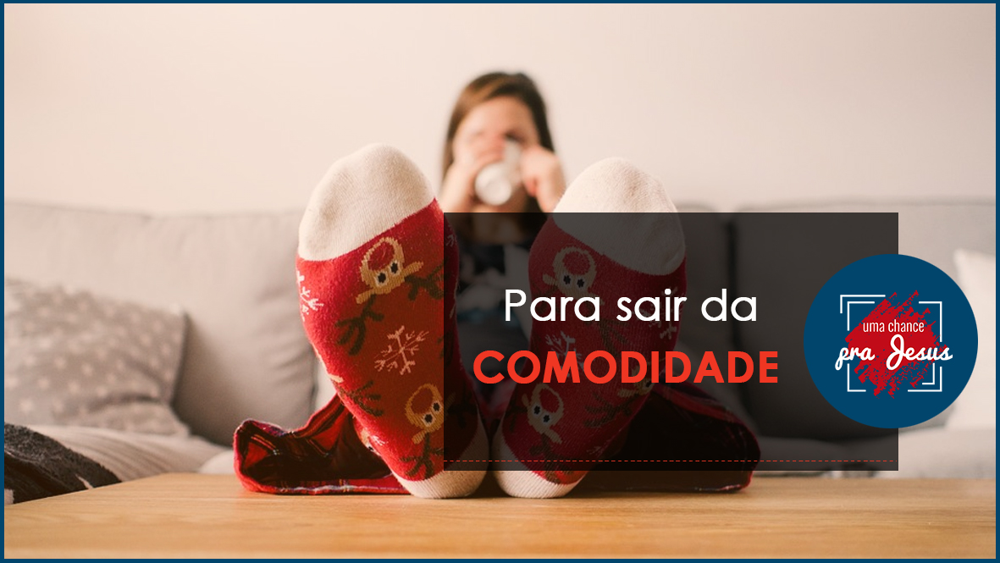 Para sair da
COMODIDADE
uma chance
pra Jesus